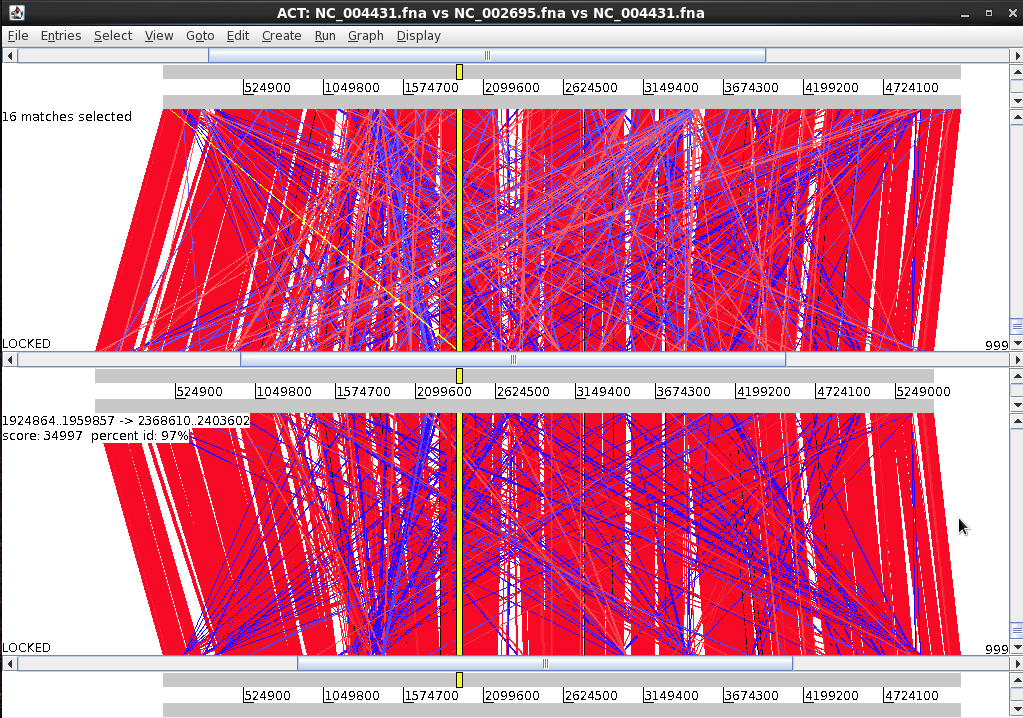 ACT: NC_004431.fna vs NC_002695.fna vs NC_004431.fna
File Entries Select View Goto Edit Create Run Graph Display
524900 1049800 1574700 2099600 2624500 3149400 3674300 4199200 4724100
16 matches selected
LOCKED 999
524900 1049800 1574700 2099600 2624500 3149400 3674300 4199200 4724100 5249000
1924864..1959857 -> 2368610..2403602
score: 34997 percent id: 97%
LOCKED 999
524900 1049800 1574700 2099600 2624500 3149400 3674300 4199200 4724100